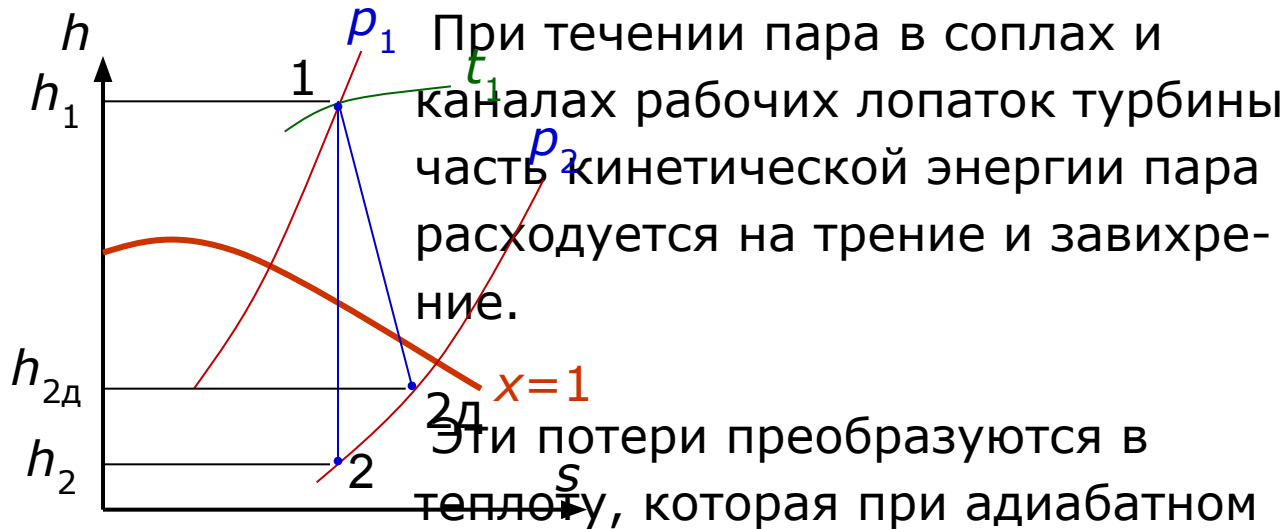 h
p₁
При течении пара в соплах и
1
t₁
h₁
каналах рабочих лопаток турбины
p₂
часть кинетической энергии пара
расходуется на трение и завихре-
ние.
h₂д
x=1
2д
Эти потери преобразуются в
h₂
2
s
теплоту, которая при адиабатном